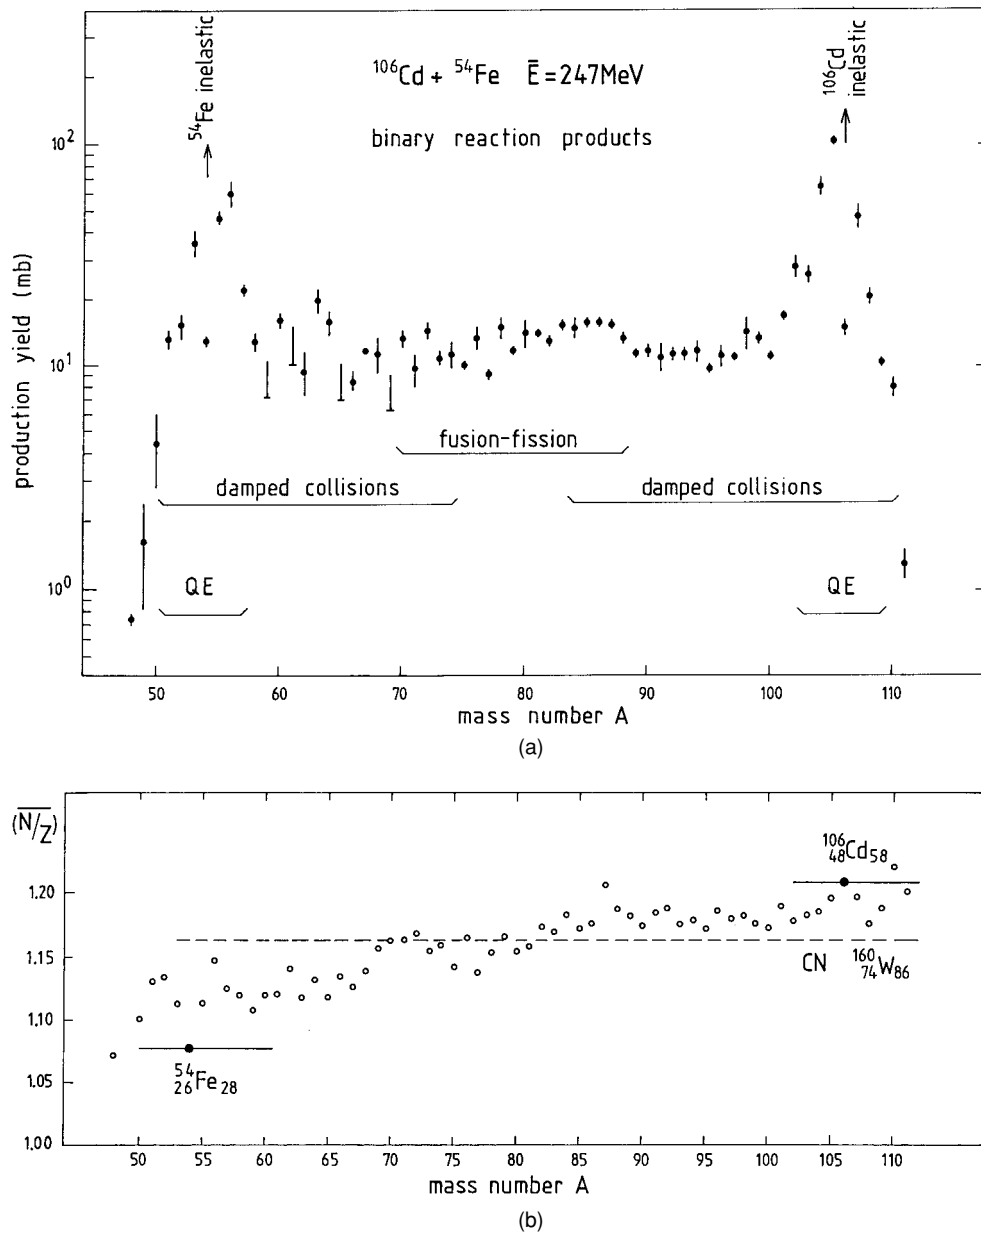 ¹⁰⁶Cd + ⁵⁴Fe E̅ = 247MeV
binary reaction products
⁵⁴Fe inelastic
¹⁰⁶Cd
inelastic
production yield (mb)
10²
10¹
10⁰
fusion-fission
damped collisions
damped collisions
QE
QE
50 60 70 80 90 100 110
mass number A
(a)
(N/Z)
1,20
1,15
1,10
1,05
1,00
¹⁰⁶₄₈Cd₅₈
CN ¹⁶⁰₇₄W₈₆
⁵⁴₂₆Fe₂₈
50 55 60 65 70 75 80 85 90 95 100 105 110
mass number A
(b)